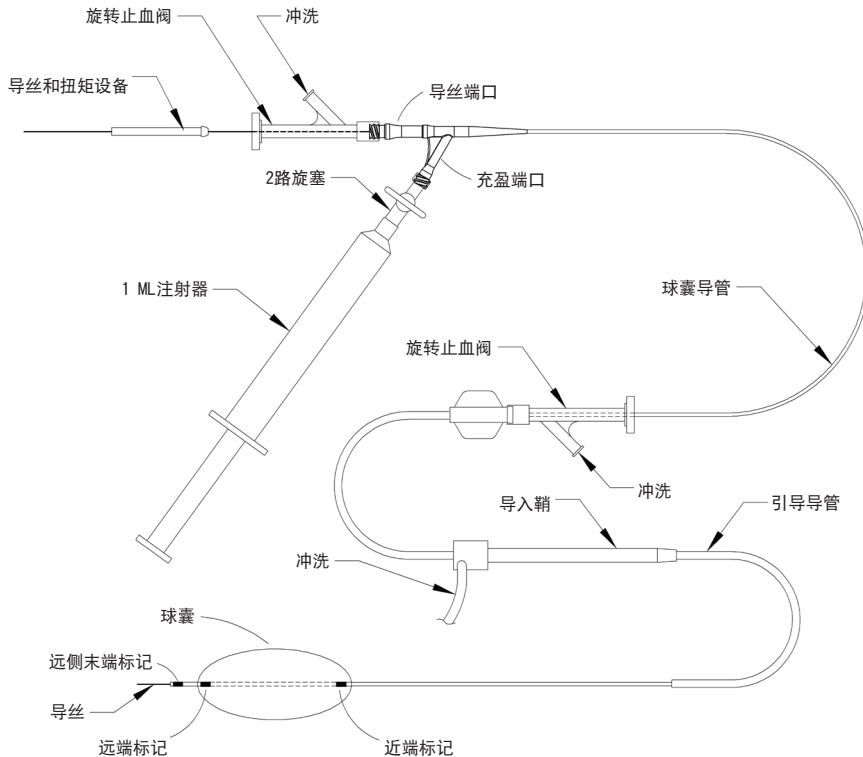 旋转止血阀
冲洗
导丝和扭矩设备
导丝端口
2路旋塞
充盈端口
1 ML注射器
球囊导管
旋转止血阀
冲洗
导入鞘
引导导管
冲洗
球囊
远侧末端标记
导丝
远端标记
近端标记